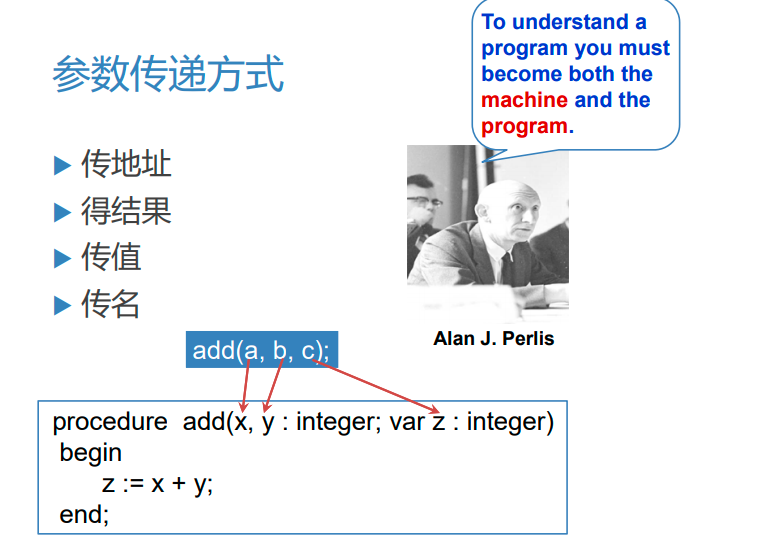 参数传递方式
To understand a
program you must
become both the
machine and the
program.
传地址
得结果
传值
传名
Alan J. Perlis
add(a, b, c);
procedure add(x, y : integer; var z : integer)
begin
z := x + y;
end;